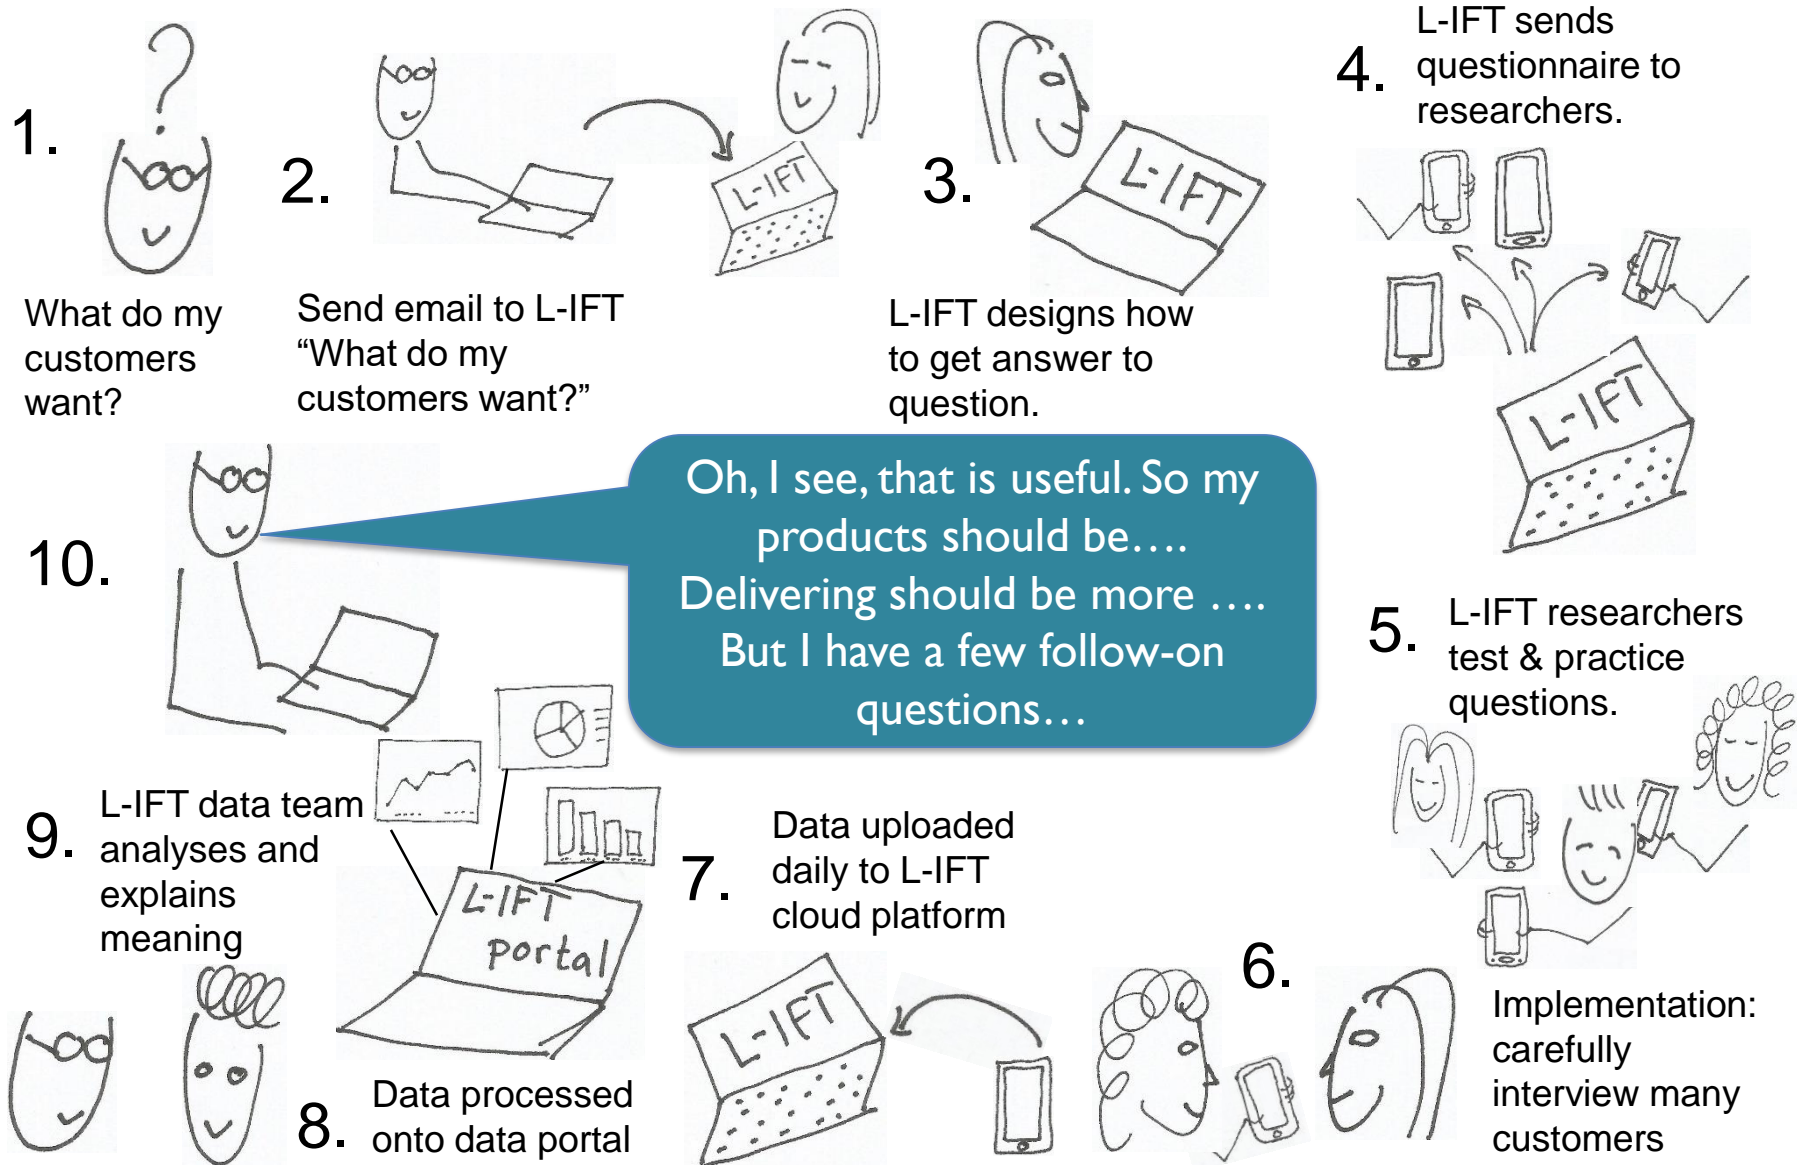 1.
What do my
customers
want?
2.
Send email to L-IFT
“What do my
customers want?”
L-IFT
3.
L-IFT
L-IFT designs how
to get answer to
question.
4.
L-IFT sends
questionnaire to
researchers.
L-IFT
5.
L-IFT researchers
test & practice
questions.
6.
Implementation:
carefully
interview many
customers
7.
Data uploaded
daily to L-IFT
cloud platform
L-IFT
8.
Data processed
onto data portal
L-IFT
portal
9.
L-IFT data team
analyses and
explains
meaning
10.
Oh, I see, that is useful. So my
products should be….
Delivering should be more ….
But I have a few follow-on
questions…